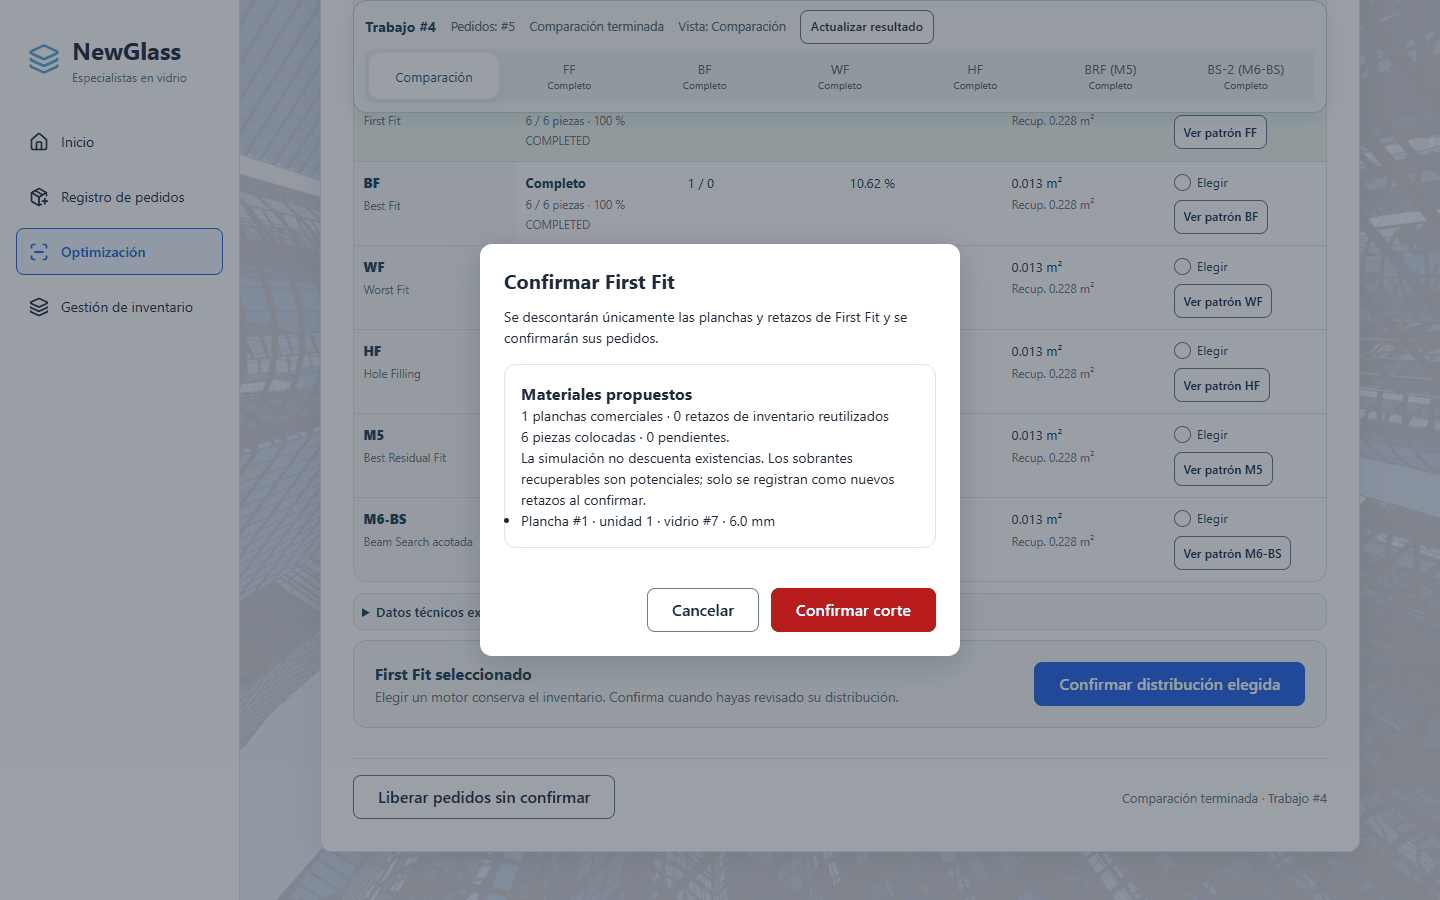 NewGlass
Especialistas en vidrio
Inicio
Registro de pedidos
Optimización
Gestión de inventario
Trabajo #4 Pedidos: #5 Comparación terminada Vista: Comparación Actualizar resultado
Comparación
FF
Completo
BF
Completo
WF
Completo
HF
Completo
BRF (M5)
Completo
BS-2 (M6-BS)
Completo
First Fit 6 / 6 piezas · 100 % Recup. 0.228 m²
COMPLETED
Ver patrón FF
BF Completo 1 / 0 10.62 % 0.013 m² Elegir
Best Fit 6 / 6 piezas · 100 % Recup. 0.228 m²
COMPLETED
Ver patrón BF
WF 0.013 m² Elegir
Worst Fit Recup. 0.228 m²
Ver patrón WF
HF 0.013 m² Elegir
Hole Filling Recup. 0.228 m²
Ver patrón HF
M5 0.013 m² Elegir
Best Residual Fit Recup. 0.228 m²
Ver patrón M5
M6-BS 0.013 m² Elegir
Beam Search acotada Recup. 0.228 m²
Ver patrón M6-BS
Confirmar First Fit
Se descontarán únicamente las planchas y retazos de First Fit y se
confirmarán sus pedidos.
Materiales propuestos
1 planchas comerciales · 0 retazos de inventario reutilizados
6 piezas colocadas · 0 pendientes.
La simulación no descuenta existencias. Los sobrantes
recuperables son potenciales; solo se registran como nuevos
retazos al confirmar.
• Plancha #1 · unidad 1 · vidrio #7 · 6.0 mm
Cancelar Confirmar corte
▶ Datos técnicos ex
First Fit seleccionado
Elegir un motor conserva el inventario. Confirma cuando hayas revisado su distribución.
Confirmar distribución elegida
Liberar pedidos sin confirmar
Comparación terminada · Trabajo #4